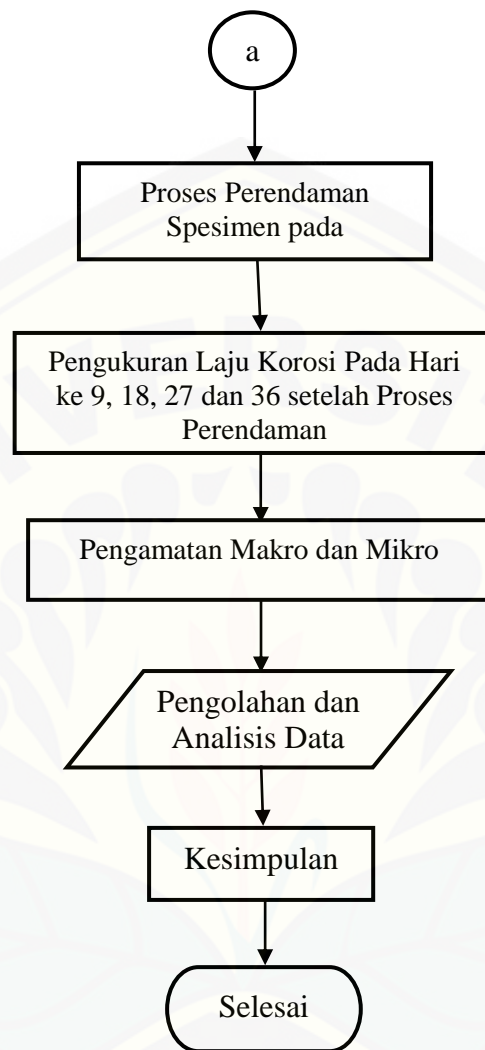 a
Proses Perendaman
Spesimen pada
Pengukuran Laju Korosi Pada Hari
ke 9, 18, 27 dan 36 setelah Proses
Perendaman
Pengamatan Makro dan Mikro
Pengolahan dan
Analisis Data
Kesimpulan
Selesai